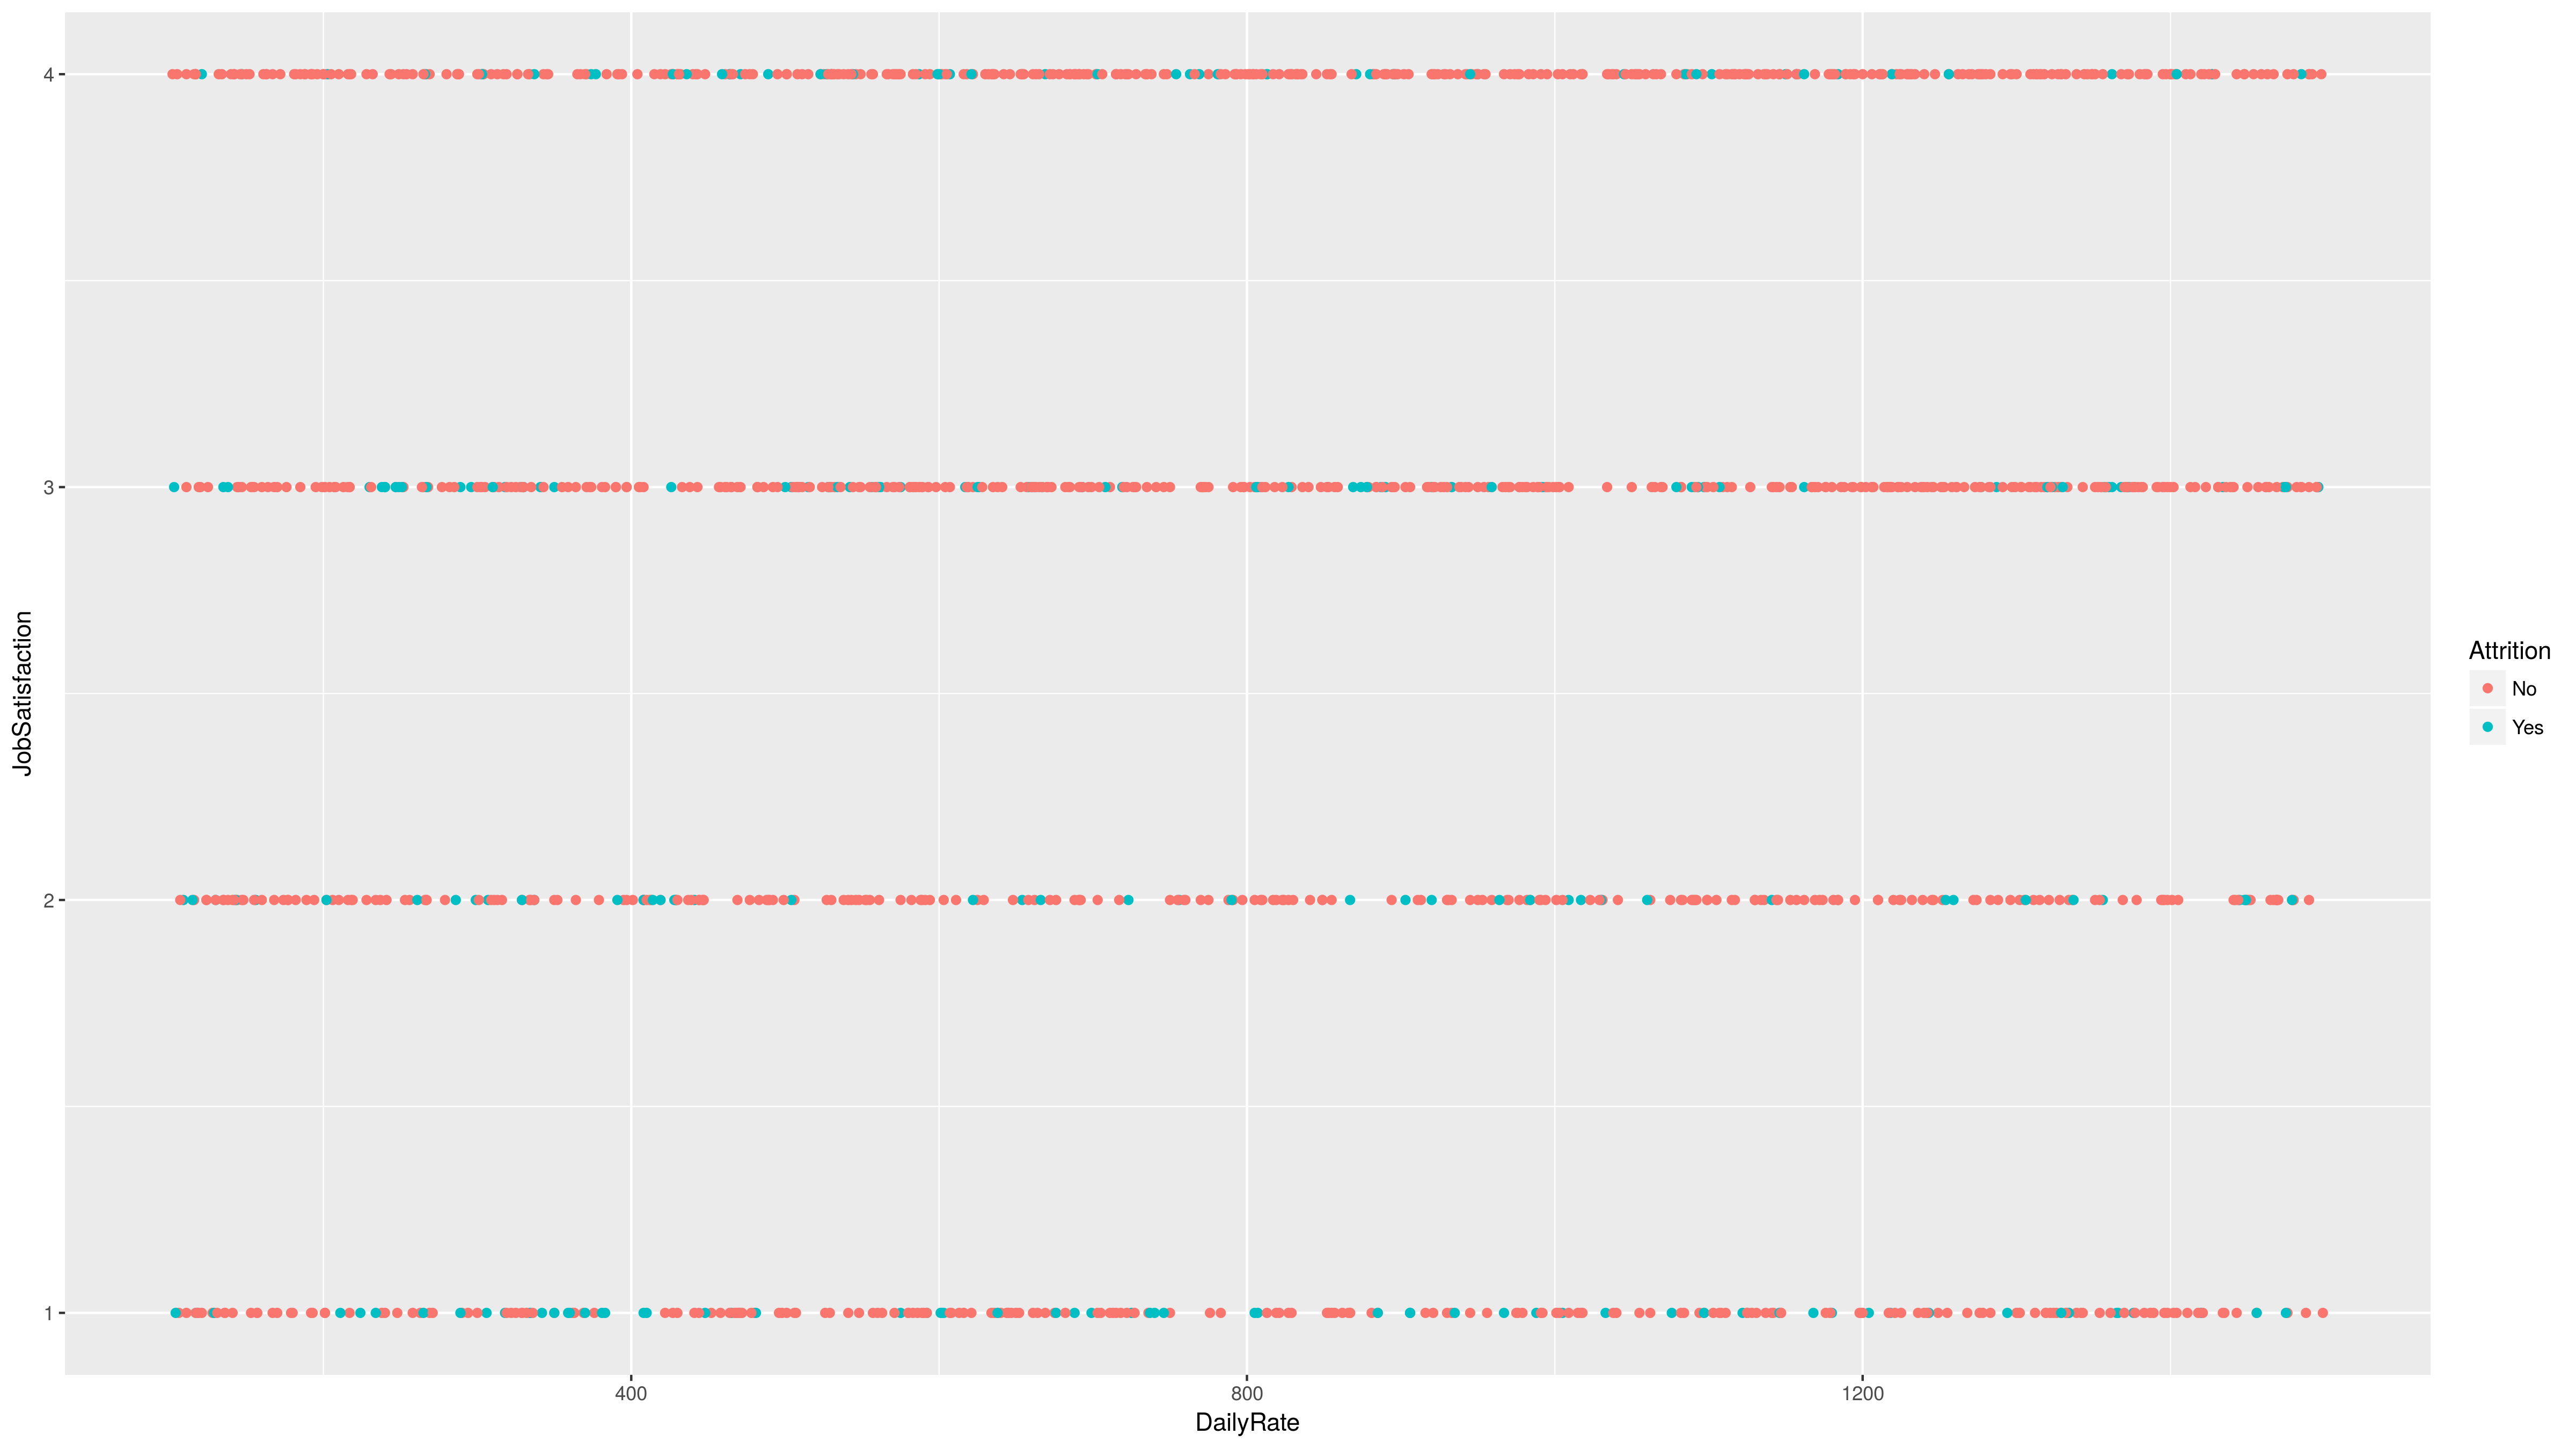 4
3
2
1
JobSatisfaction
400
800
1200
DailyRate
Attrition
No
Yes